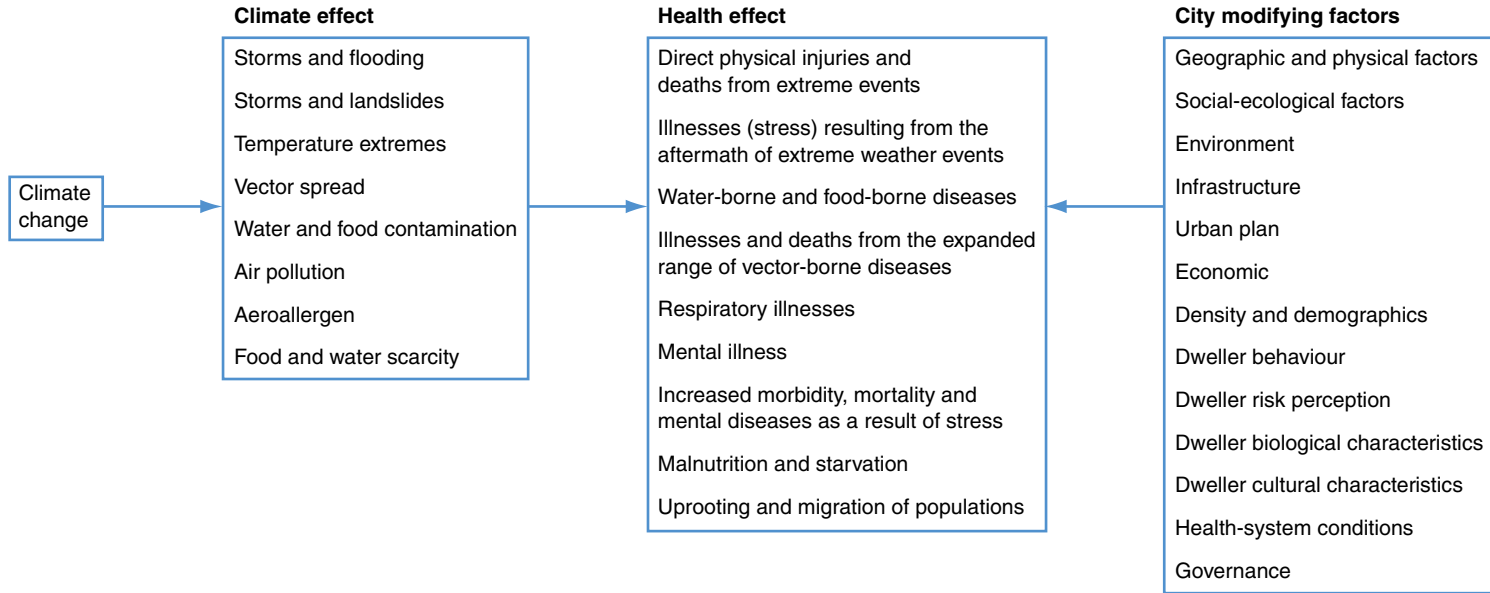 Climate
change
Climate effect
Storms and flooding
Storms and landslides
Temperature extremes
Vector spread
Water and food contamination
Air pollution
Aeroallergen
Food and water scarcity
Health effect
Direct physical injuries and
deaths from extreme events
Illnesses (stress) resulting from the
aftermath of extreme weather events
Water-borne and food-borne diseases
Illnesses and deaths from the expanded
range of vector-borne diseases
Respiratory illnesses
Mental illness
Increased morbidity, mortality and
mental diseases as a result of stress
Malnutrition and starvation
Uprooting and migration of populations
City modifying factors
Geographic and physical factors
Social-ecological factors
Environment
Infrastructure
Urban plan
Economic
Density and demographics
Dweller behaviour
Dweller risk perception
Dweller biological characteristics
Dweller cultural characteristics
Health-system conditions
Governance